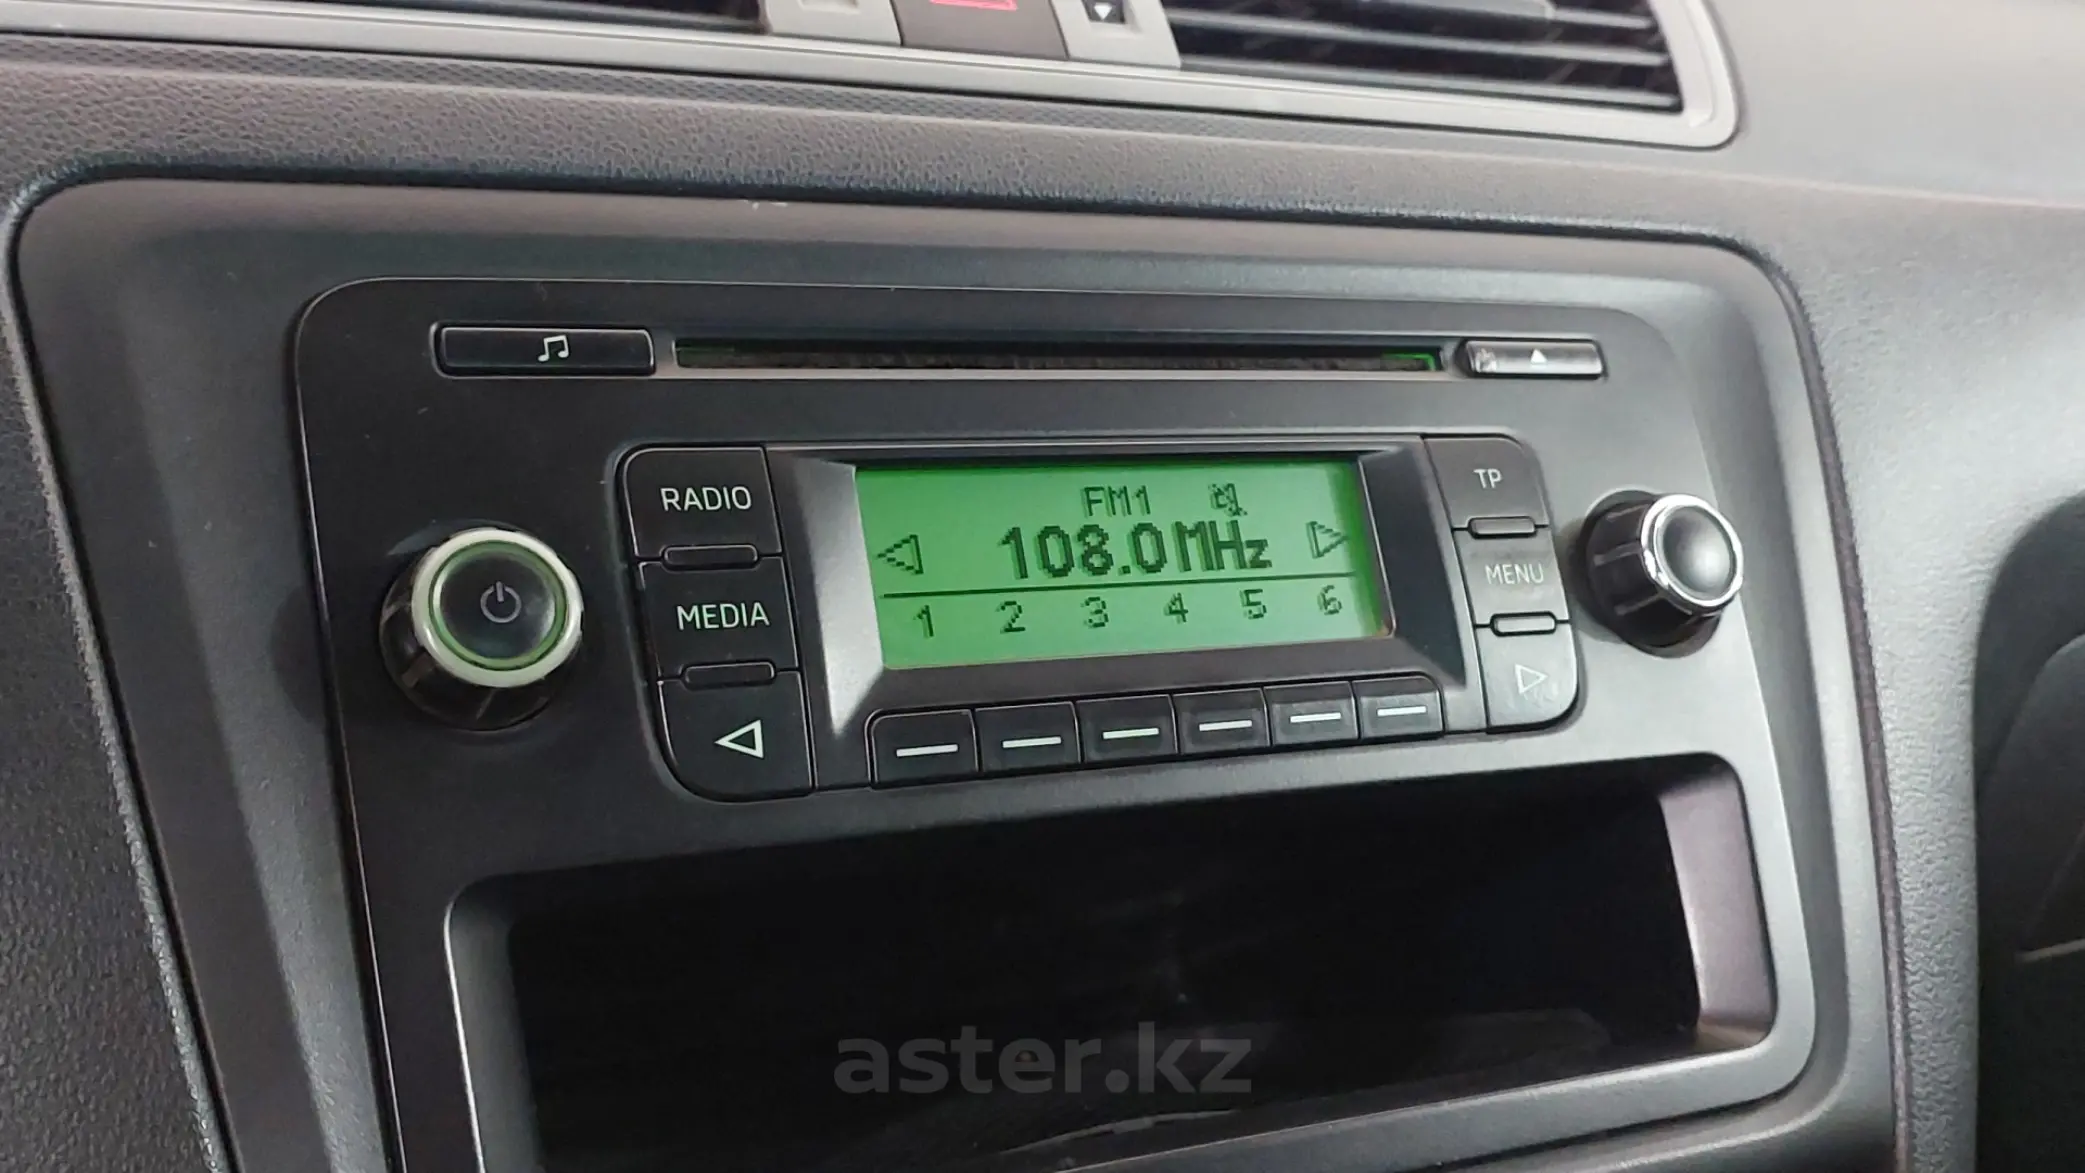 RADIO
MEDIA
FM1
108.0MHz
1 2 3 4 5 6
TP
MENU
aster.kz